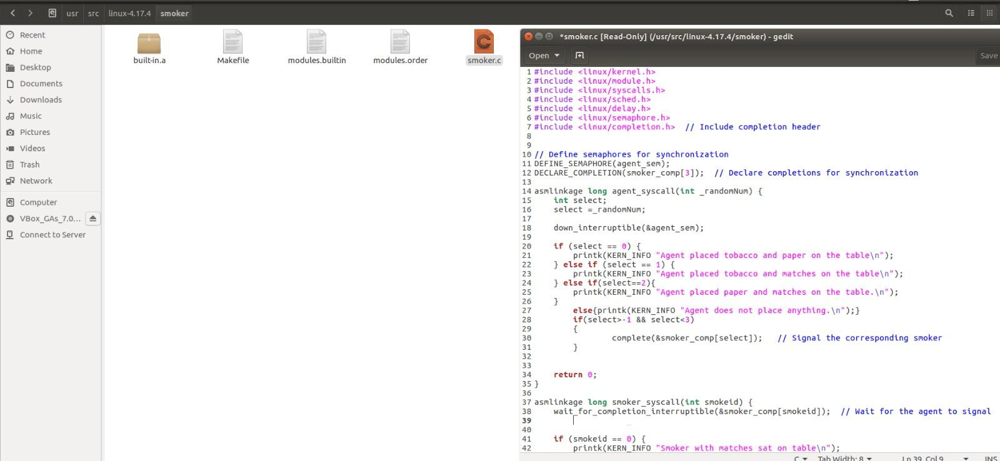 usr src linux-4.17.4 smoker
Recent
Home
Desktop
Documents
Downloads
Music
Pictures
Videos
Trash
Network
Computer
VBox_GAs_7.0...
Connect to Server
built-in.a
Makefile
modules.builtin
modules.order
smoker.c
*smoker.c [Read-Only] (/usr/src/linux-4.17.4/smoker) - gedit
Open Save
1 #include <linux/kernel.h>
2 #include <linux/module.h>
3 #include <linux/syscalls.h>
4 #include <linux/sched.h>
5 #include <linux/delay.h>
6 #include <linux/semaphore.h>
7 #include <linux/completion.h>  // Include completion header
8
9
10 // Define semaphores for synchronization
11 DEFINE_SEMAPHORE(agent_sem);
12 DECLARE_COMPLETION(smoker_comp[3]);  // Declare completions for synchronization
13
14 asmlinkage long agent_syscall(int _randomNum) {
15     int select;
16     select =_randomNum;
17
18     down_interruptible(&agent_sem);
19
20     if (select == 0) {
21         printk(KERN_INFO "Agent placed tobacco and paper on the table\n");
22     } else if (select == 1) {
23         printk(KERN_INFO "Agent placed tobacco and matches on the table\n");
24     } else if(select==2){
25         printk(KERN_INFO "Agent placed paper and matches on the table.\n");
26     }
27         else{printk(KERN_INFO "Agent does not place anything.\n");}
28         if(select>-1 && select<3)
29         {
30                 complete(&smoker_comp[select]);   // Signal the corresponding smoker
31         }
32
33
34     return 0;
35 }
36
37 asmlinkage long smoker_syscall(int smokeid) {
38     wait_for_completion_interruptible(&smoker_comp[smokeid]);  // Wait for the agent to signal
39
40
41     if (smokeid == 0) {
42         printk(KERN_INFO "Smoker with matches sat on table\n");
C Tab Width: 8 Ln 39, Col 9 INS